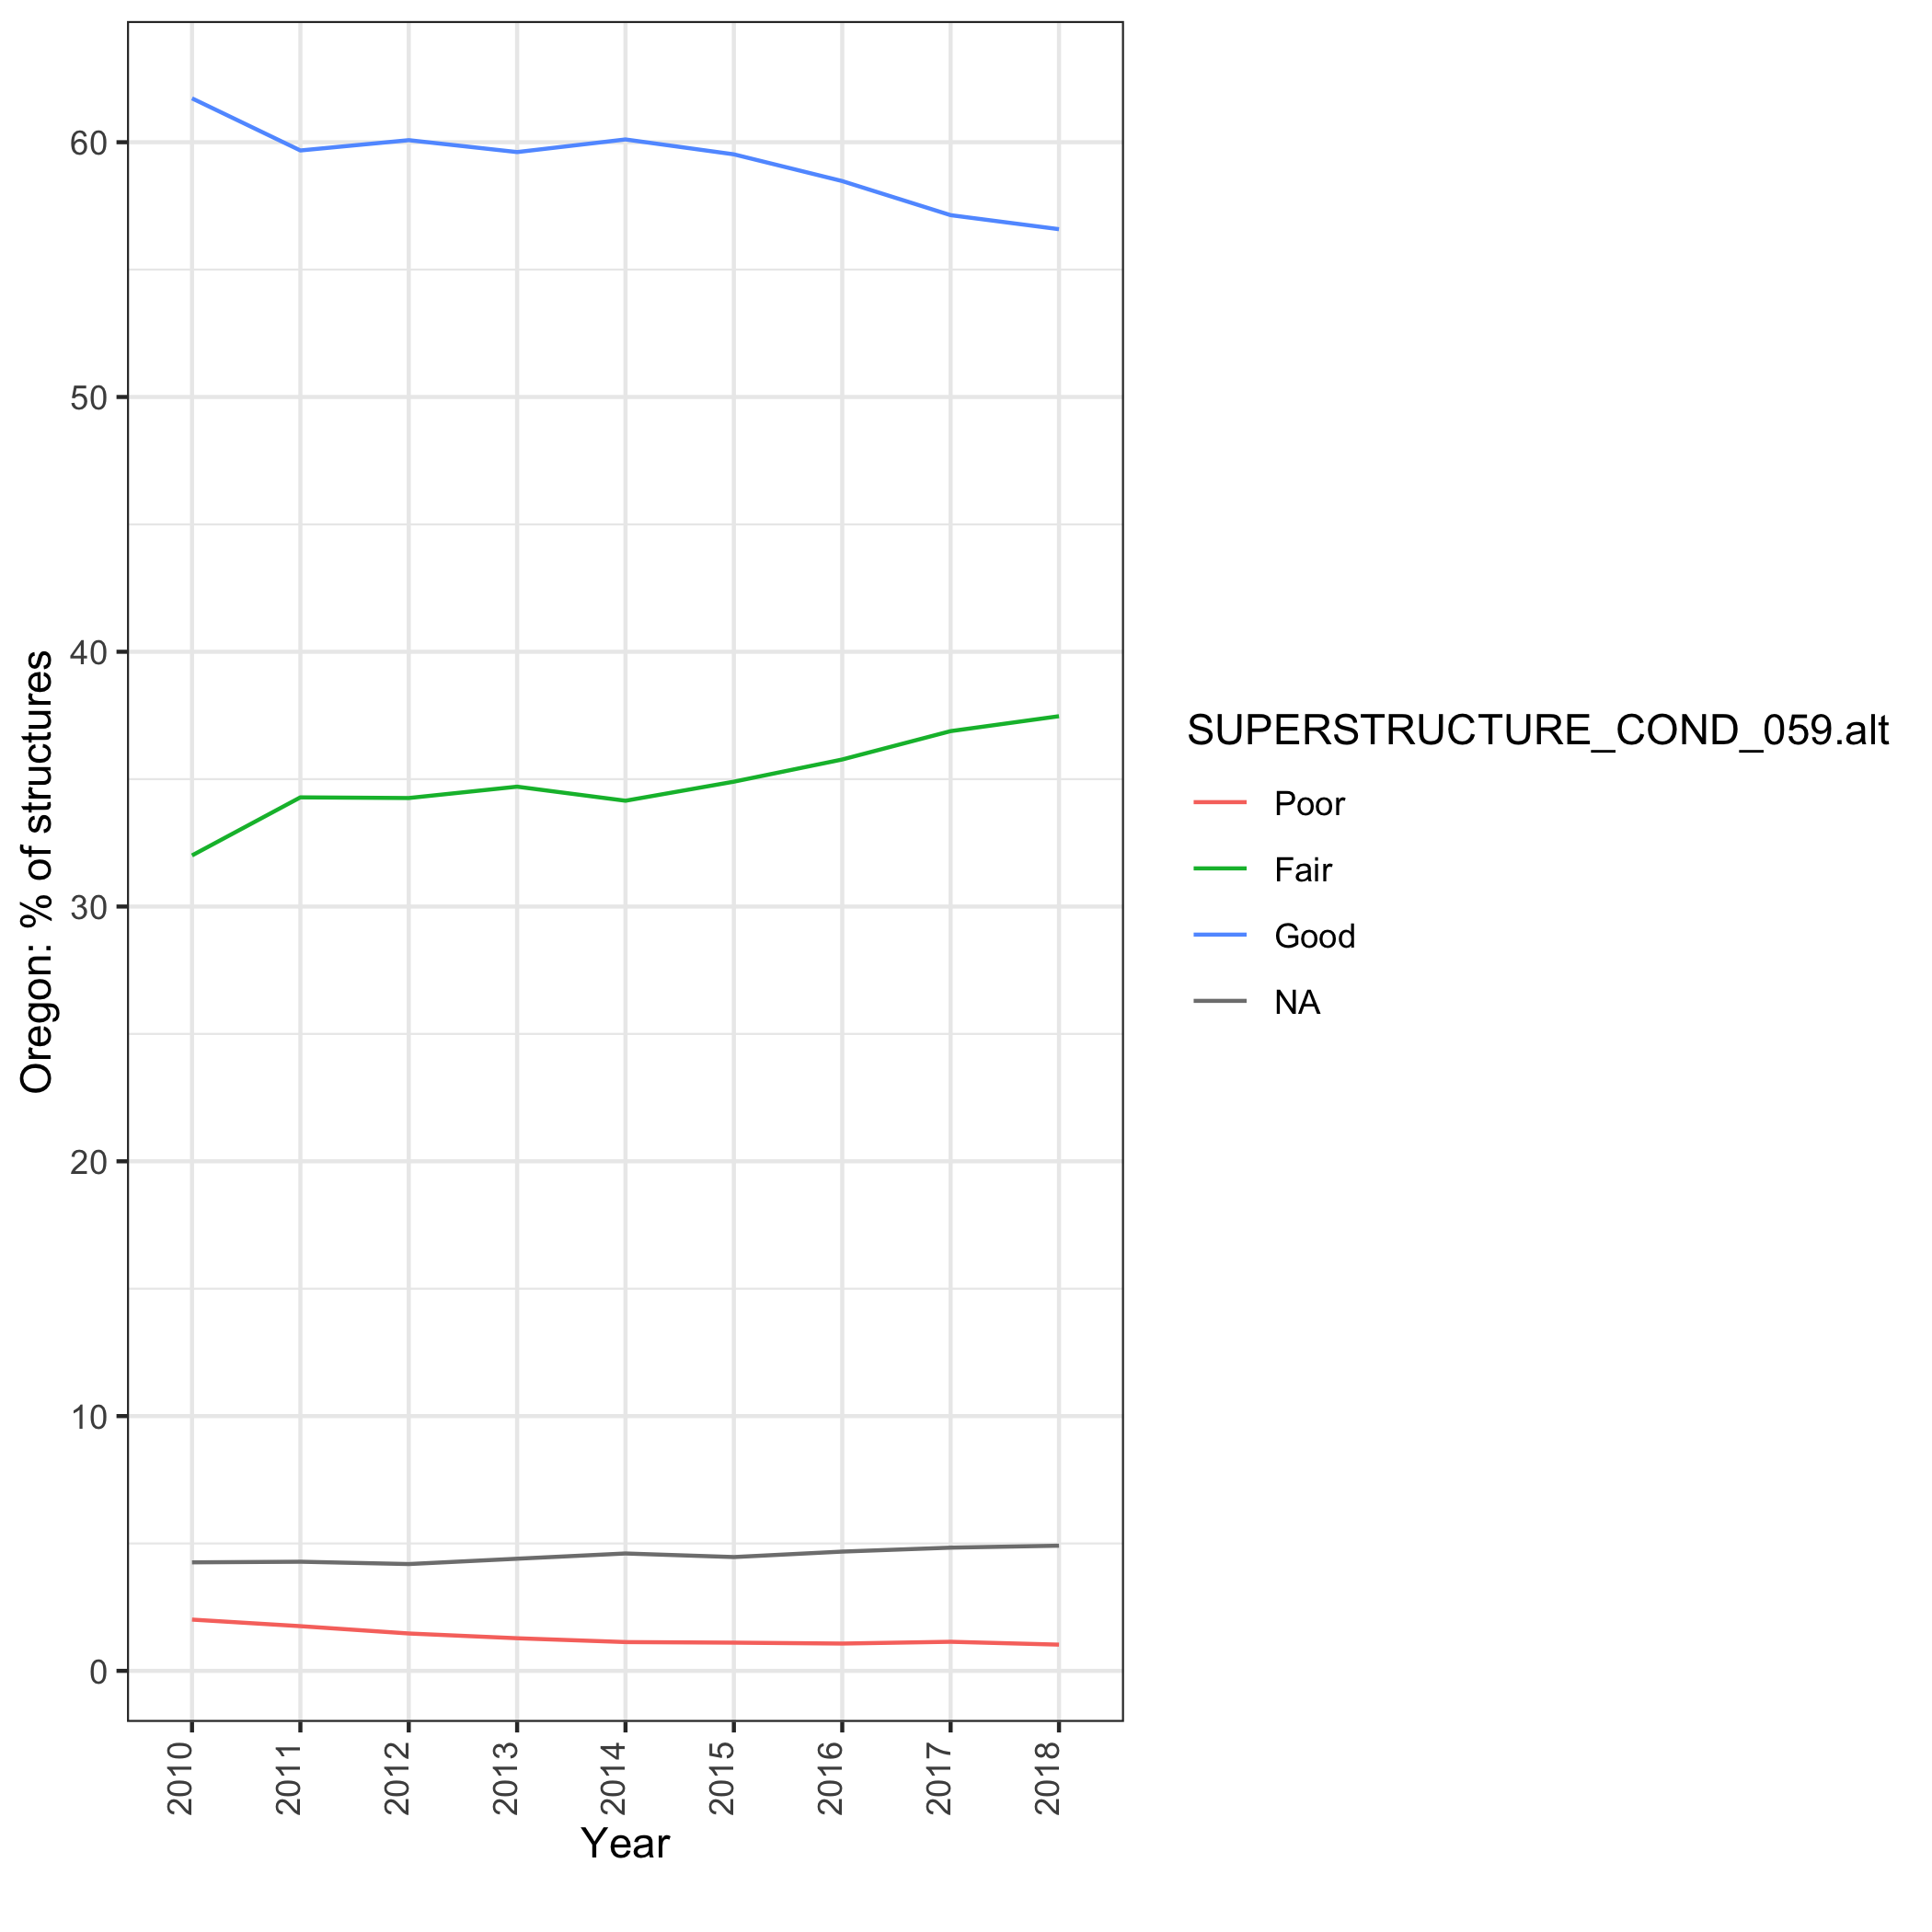 Oregon: % of structures
60
50
40
30
20
10
0
2010
2011
2012
2013
2014
2015
2016
2017
2018
Year
SUPERSTRUCTURE_COND_059.alt
Poor
Fair
Good
NA